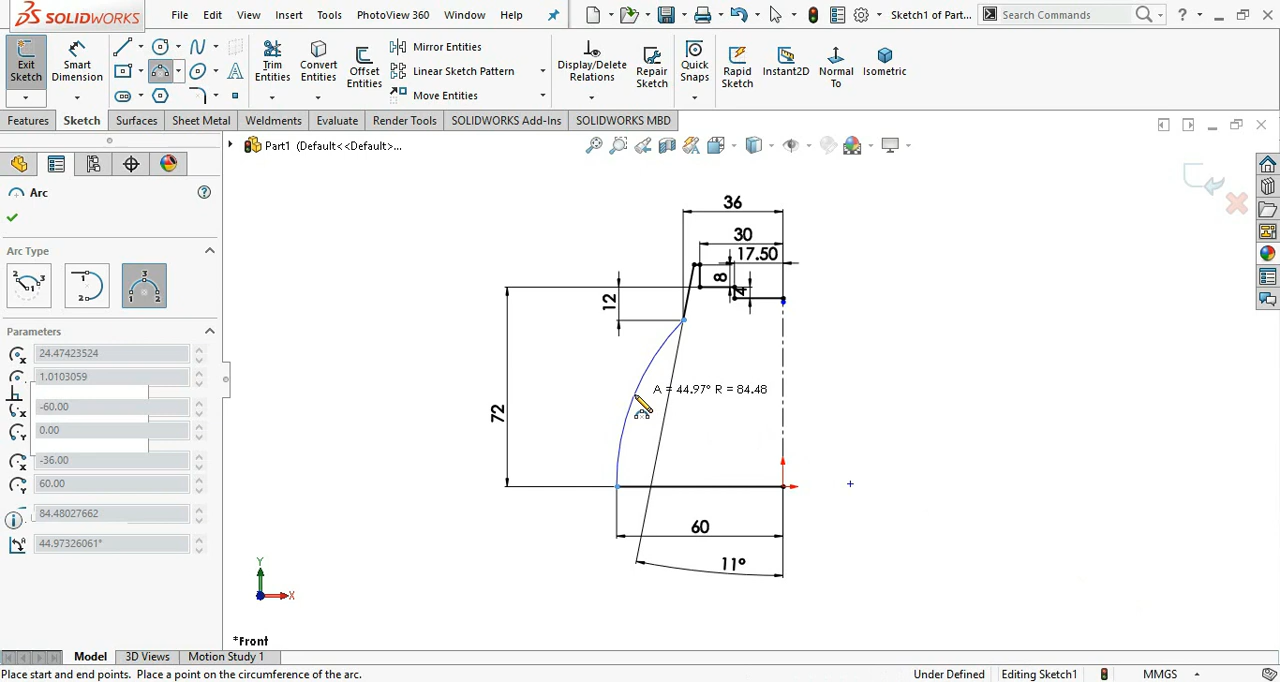 SOLIDWORKS File Edit View Insert Tools PhotoView 360 Window Help Sketch1 of Part... Search Commands ?
Exit Sketch
Smart Dimension
Trim Entities
Convert Entities
Offset Entities
Mirror Entities
Linear Sketch Pattern
Move Entities
Display/Delete Relations
Repair Sketch
Quick Snaps
Rapid Sketch
Instant2D
Normal To
Isometric
Features Sketch Surfaces Sheet Metal Weldments Evaluate Render Tools SOLIDWORKS Add-Ins SOLIDWORKS MBD
Part1 (Default<<Default>...
Arc ?
Arc Type
Parameters
24.47423524
1.0103059
-60.00
0.00
-36.00
60.00
84.48027662
44.97326061°
36
30
17.50
8
4
12
A = 44.97° R = 84.48
72
60
11°
Y
X
*Front
Model 3D Views Motion Study 1
Place start and end points. Place a point on the circumference of the arc. Under Defined Editing Sketch1 MMGS